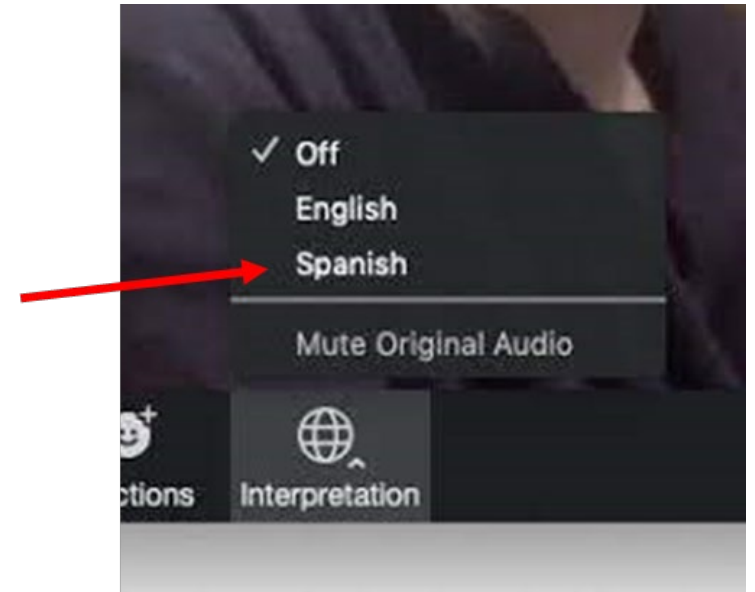 Off
English
Spanish
Mute Original Audio
Interpretation